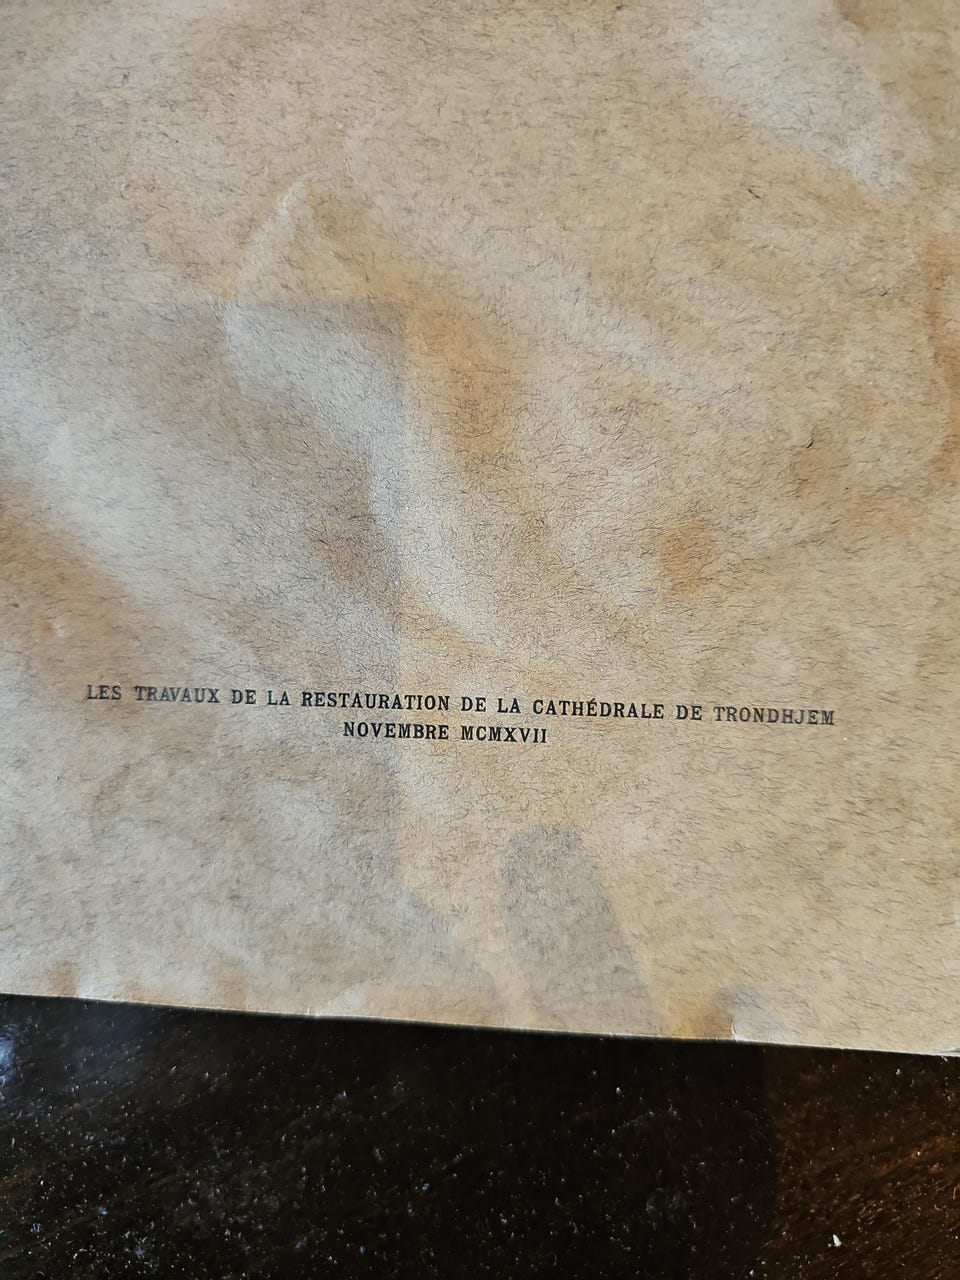 LES TRAVAUX DE LA RESTAURATION DE LA CATHÉDRALE DE TRONDHJEM
NOVEMBRE MCMXVII